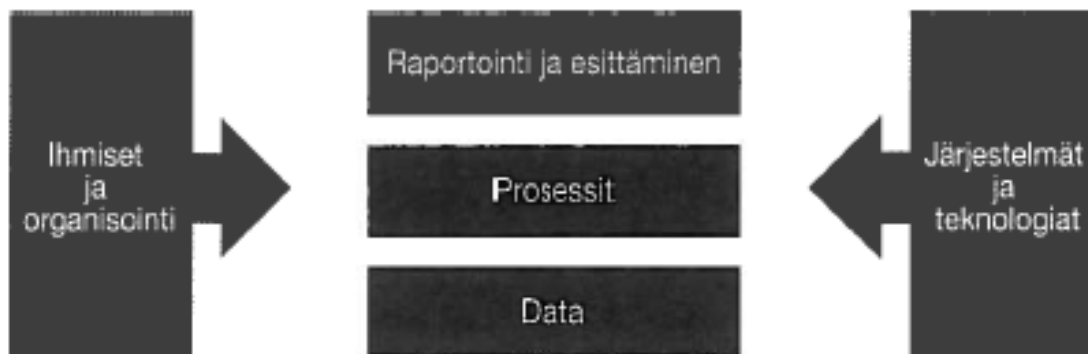 Ihmiset
ja
organisointi
Raportointi ja esittäminen
Prosessit
Data
Järjestelmät
ja
teknologiat